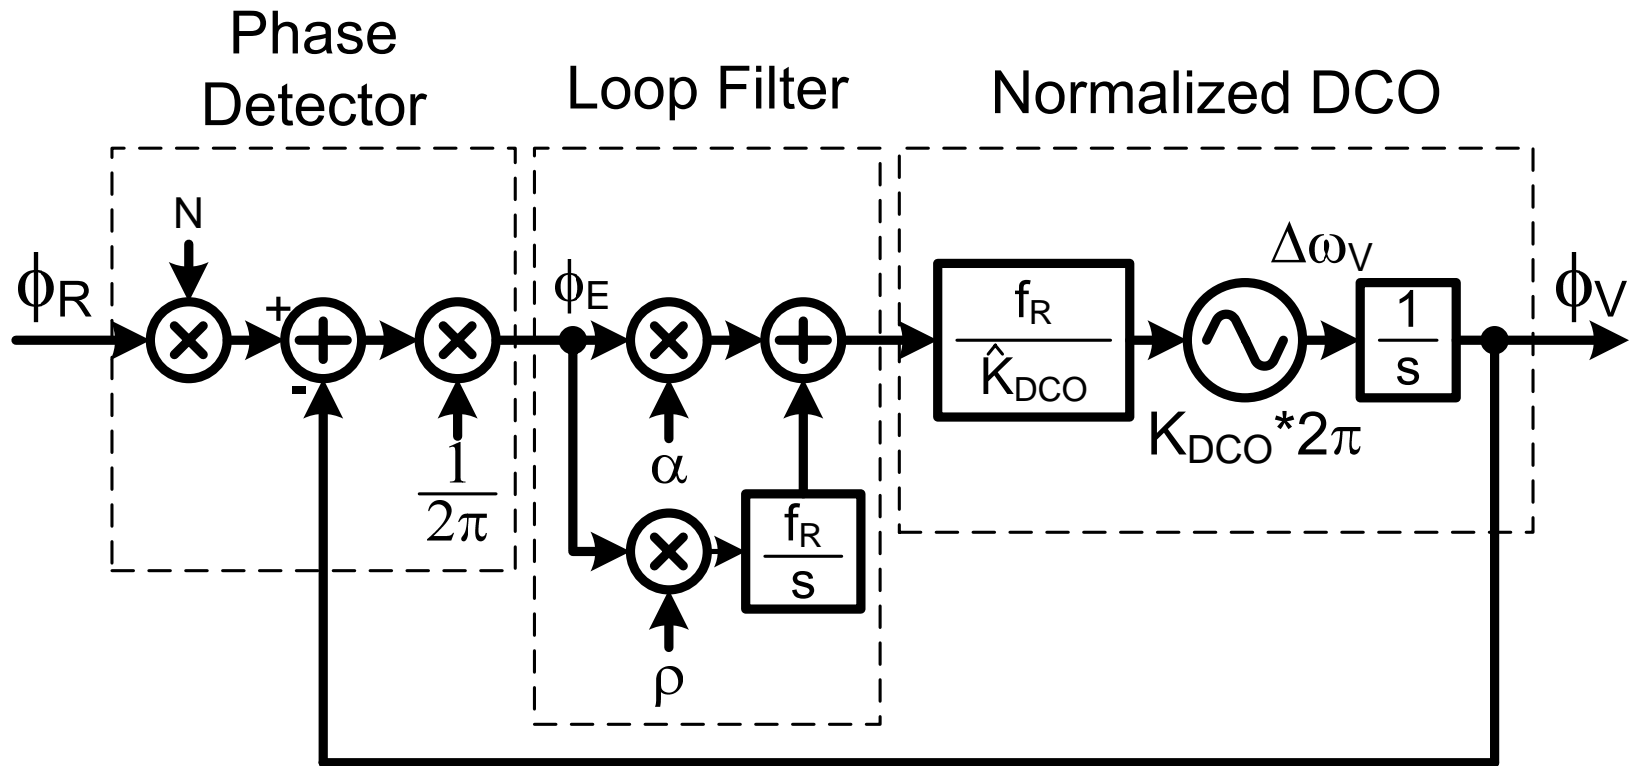 Phase
Detector
Loop Filter
Normalized DCO
N
ϕR
+
-
1
2π
ϕE
α
ρ
fR
s
fR
K̂DCO
ΔωV
KDCO*2π
1
s
ϕV